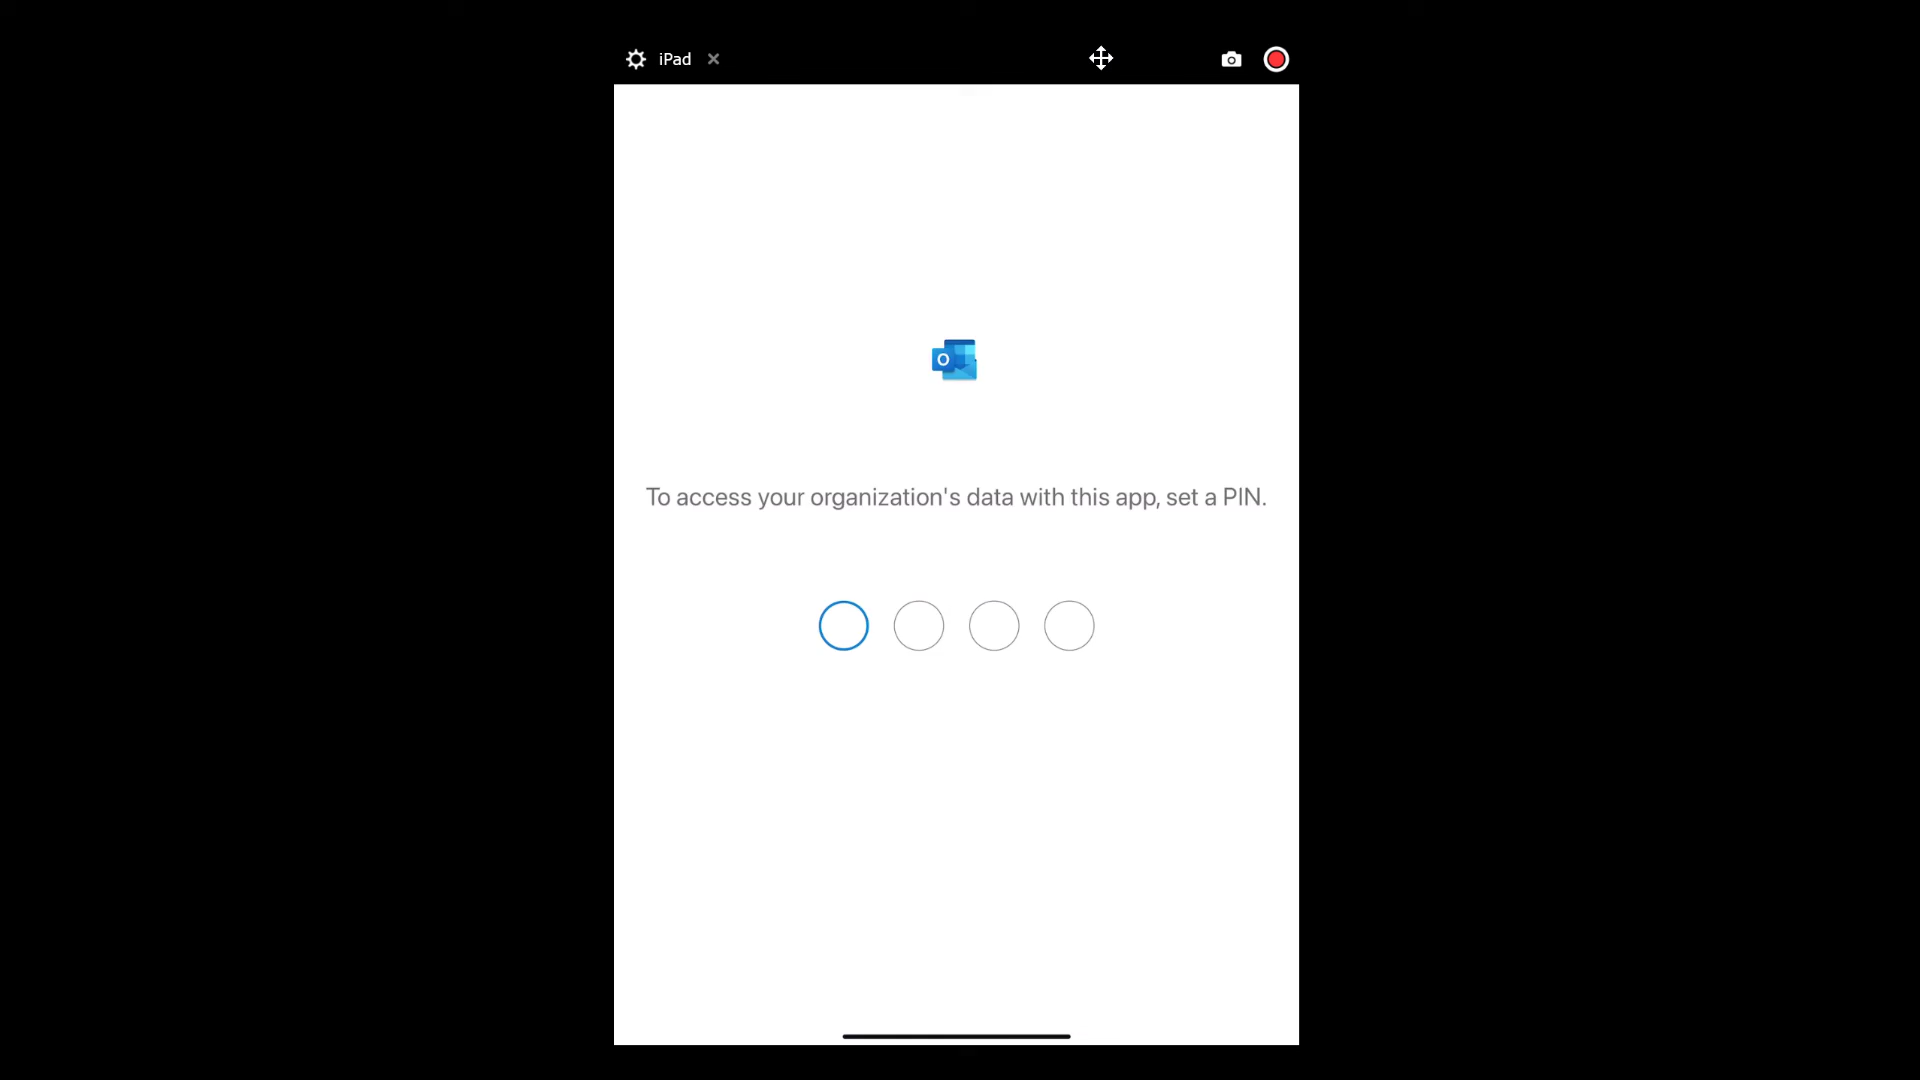 iPad
O
To access your organization's data with this app, set a PIN.